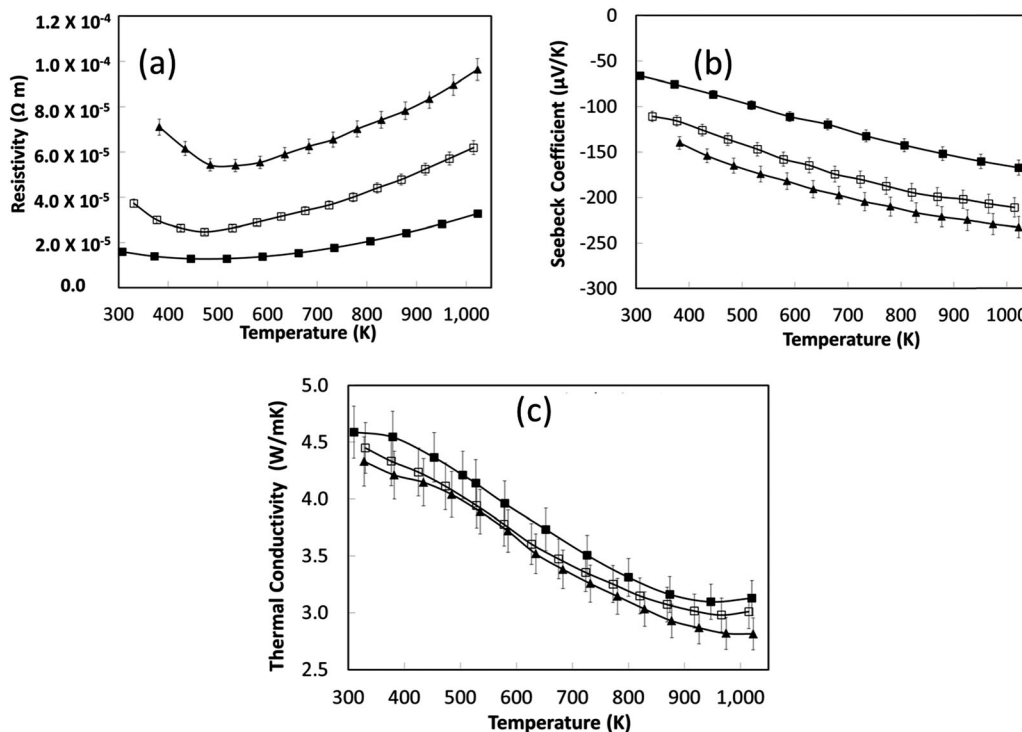 (a)
Resistivity (Ω m)
1.2 X 10⁻⁴
1.0 X 10⁻⁴
8.0 X 10⁻⁵
6.0 X 10⁻⁵
4.0 X 10⁻⁵
2.0 X 10⁻⁵
0.0
300 400 500 600 700 800 900 1,000
Temperature (K)
(b)
Seebeck Coefficient (µV/K)
0
-50
-100
-150
-200
-250
-300
300 400 500 600 700 800 900 1000
Temperature (K)
(c)
Thermal Conductivity (W/mK)
5.0
4.5
4.0
3.5
3.0
2.5
300 400 500 600 700 800 900 1,000
Temperature (K)